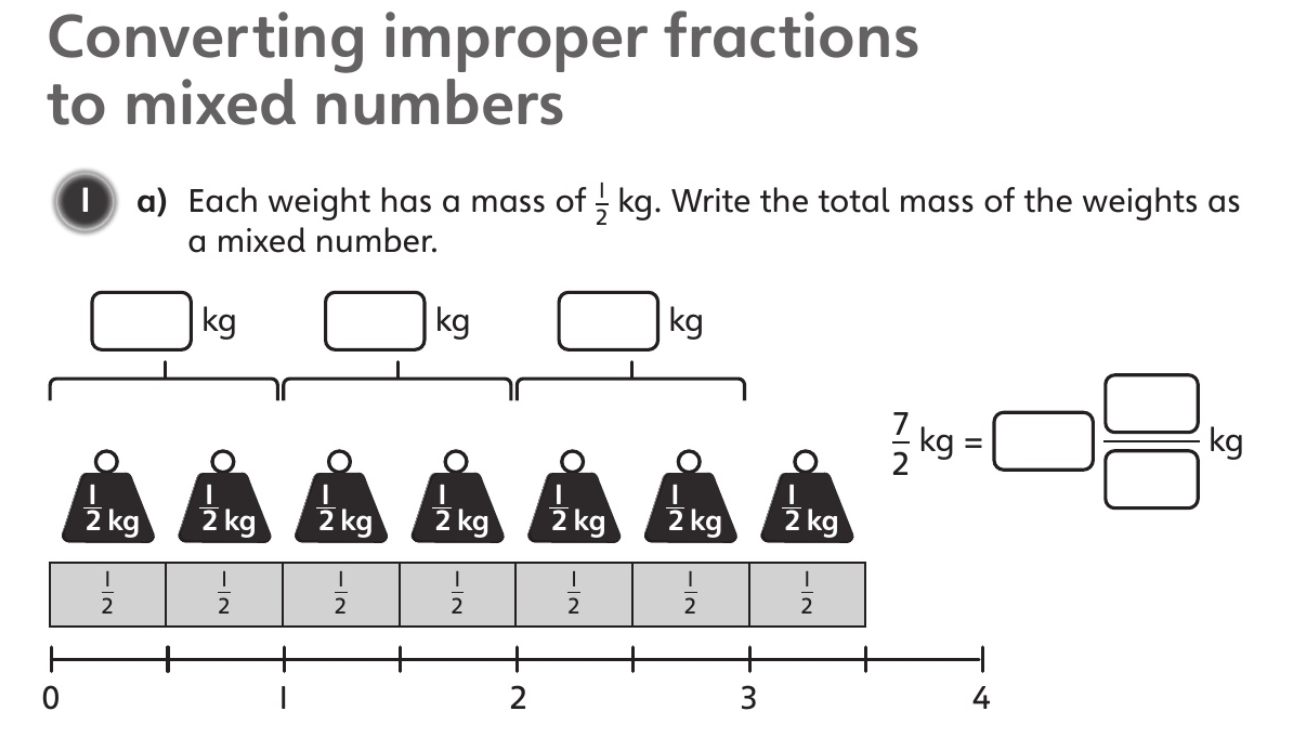 Converting improper fractions
to mixed numbers
1 a) Each weight has a mass of 1/2 kg. Write the total mass of the weights as
a mixed number.
kg kg kg
7/2 kg = kg
1/2 kg 1/2 kg 1/2 kg 1/2 kg 1/2 kg 1/2 kg 1/2 kg
1/2 1/2 1/2 1/2 1/2 1/2 1/2
0 1 2 3 4